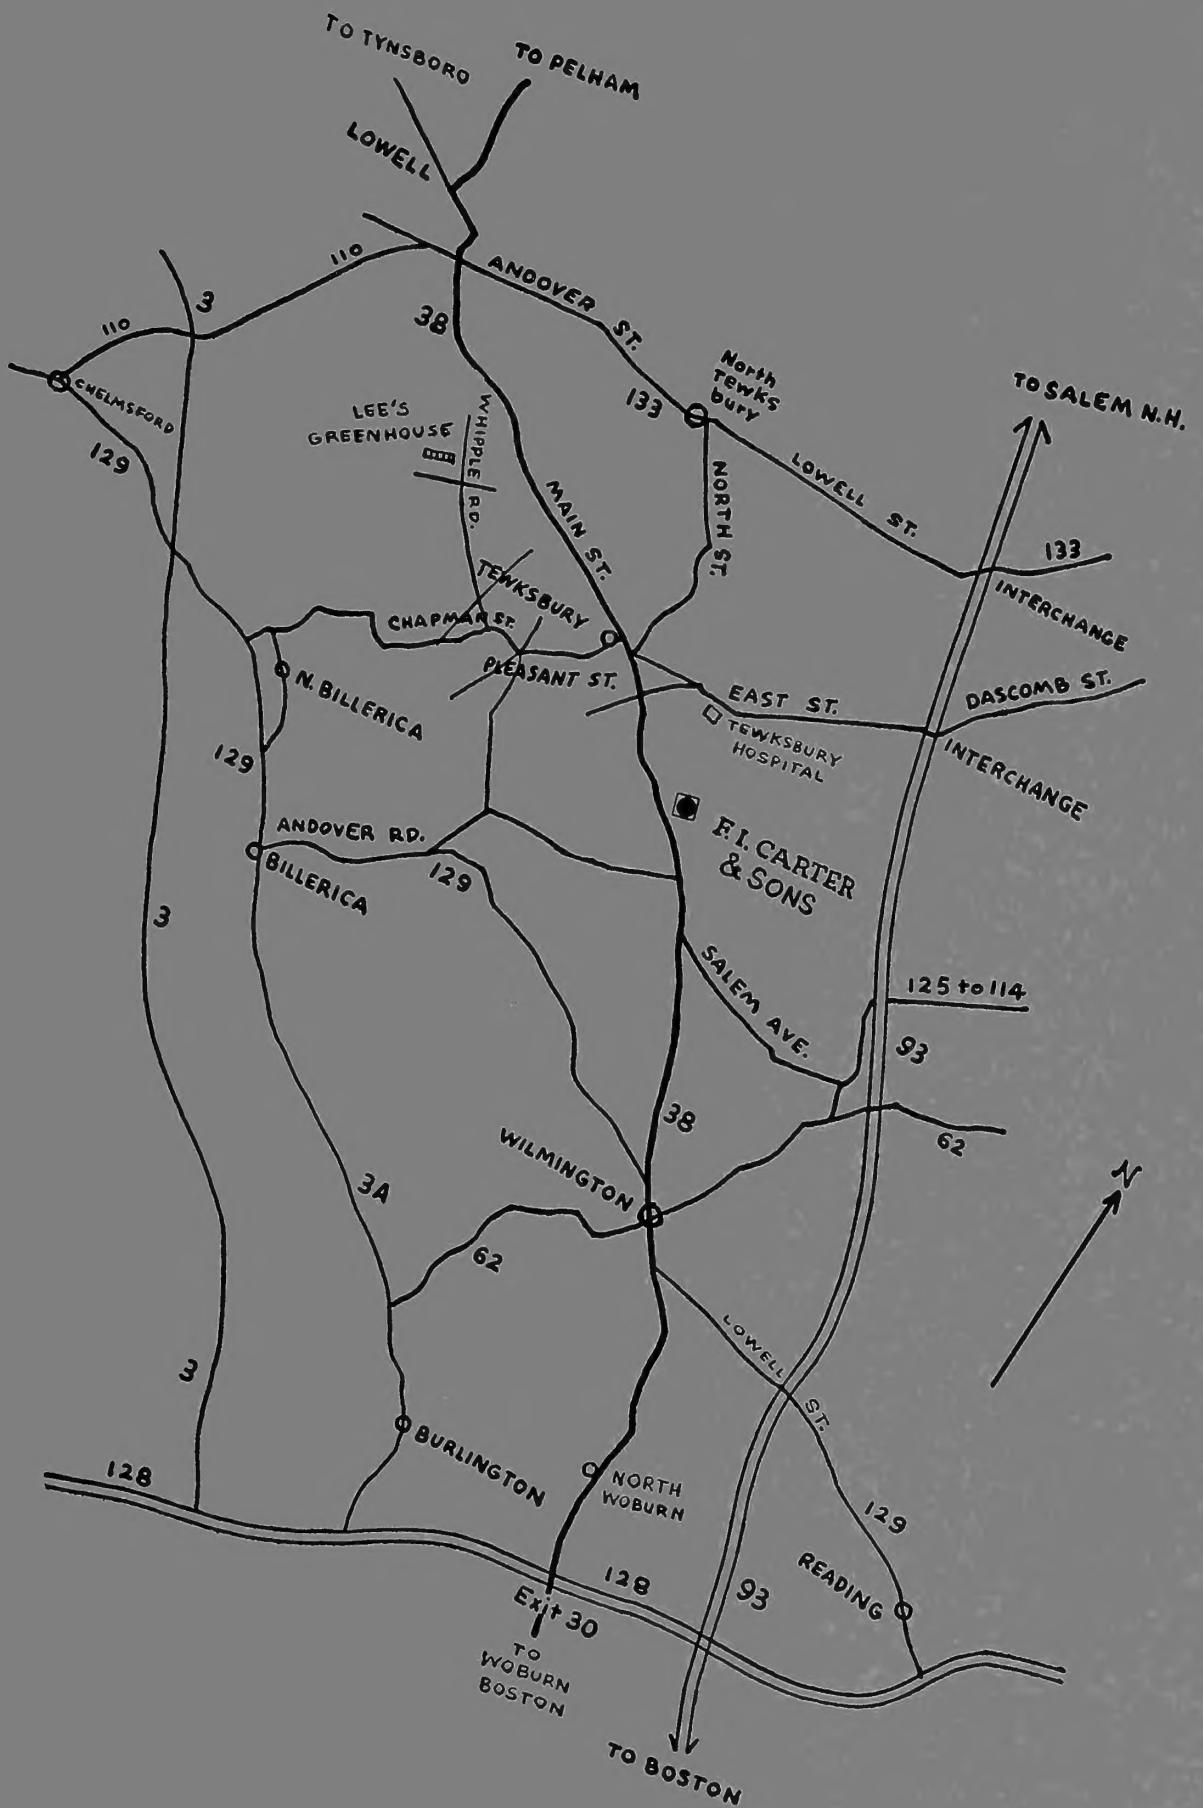 TO TYNSBORO
TO PELHAM
LOWELL
110
ANDOVER ST.
3
38
110
CHELMSFORD
North
Tewks
bury
TO SALEM N.H.
133
LEE'S
GREENHOUSE
WHIPPLE RD.
129
LOWELL ST.
NORTH ST.
MAIN ST.
133
INTERCHANGE
TEWKSBURY
CHAPMAN ST.
PLEASANT ST.
N. BILLERICA
EAST ST.
DASCOMB ST.
TEWKSBURY
HOSPITAL
INTERCHANGE
129
F. I. CARTER
& SONS
ANDOVER RD.
BILLERICA
129
3
SALEM AVE.
125 to 114
93
38
62
WILMINGTON
N
3A
62
LOWELL ST.
3
BURLINGTON
128
NORTH
WOBURN
129
READING
128
93
Exit 30
TO
WOBURN
BOSTON
TO BOSTON